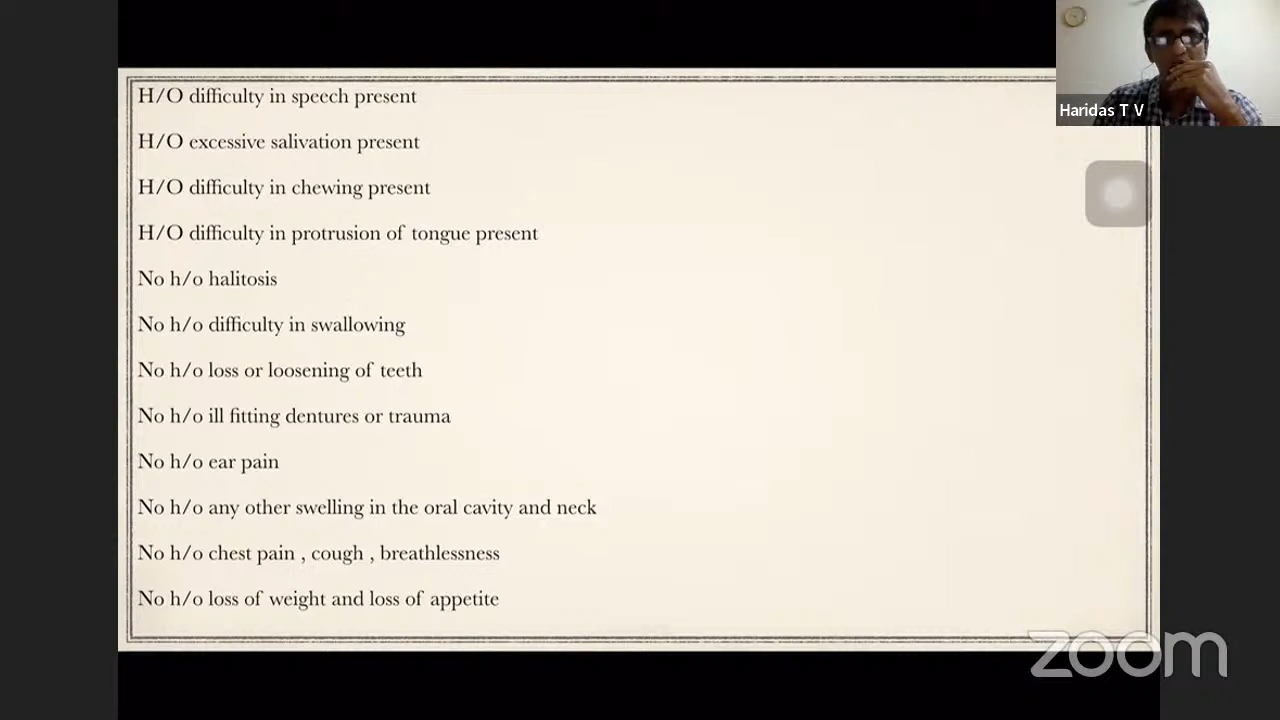 H/O difficulty in speech present
H/O excessive salivation present
H/O difficulty in chewing present
H/O difficulty in protrusion of tongue present
No h/o halitosis
No h/o difficulty in swallowing
No h/o loss or loosening of teeth
No h/o ill fitting dentures or trauma
No h/o ear pain
No h/o any other swelling in the oral cavity and neck
No h/o chest pain , cough , breathlessness
No h/o loss of weight and loss of appetite
Haridas T V
zoom